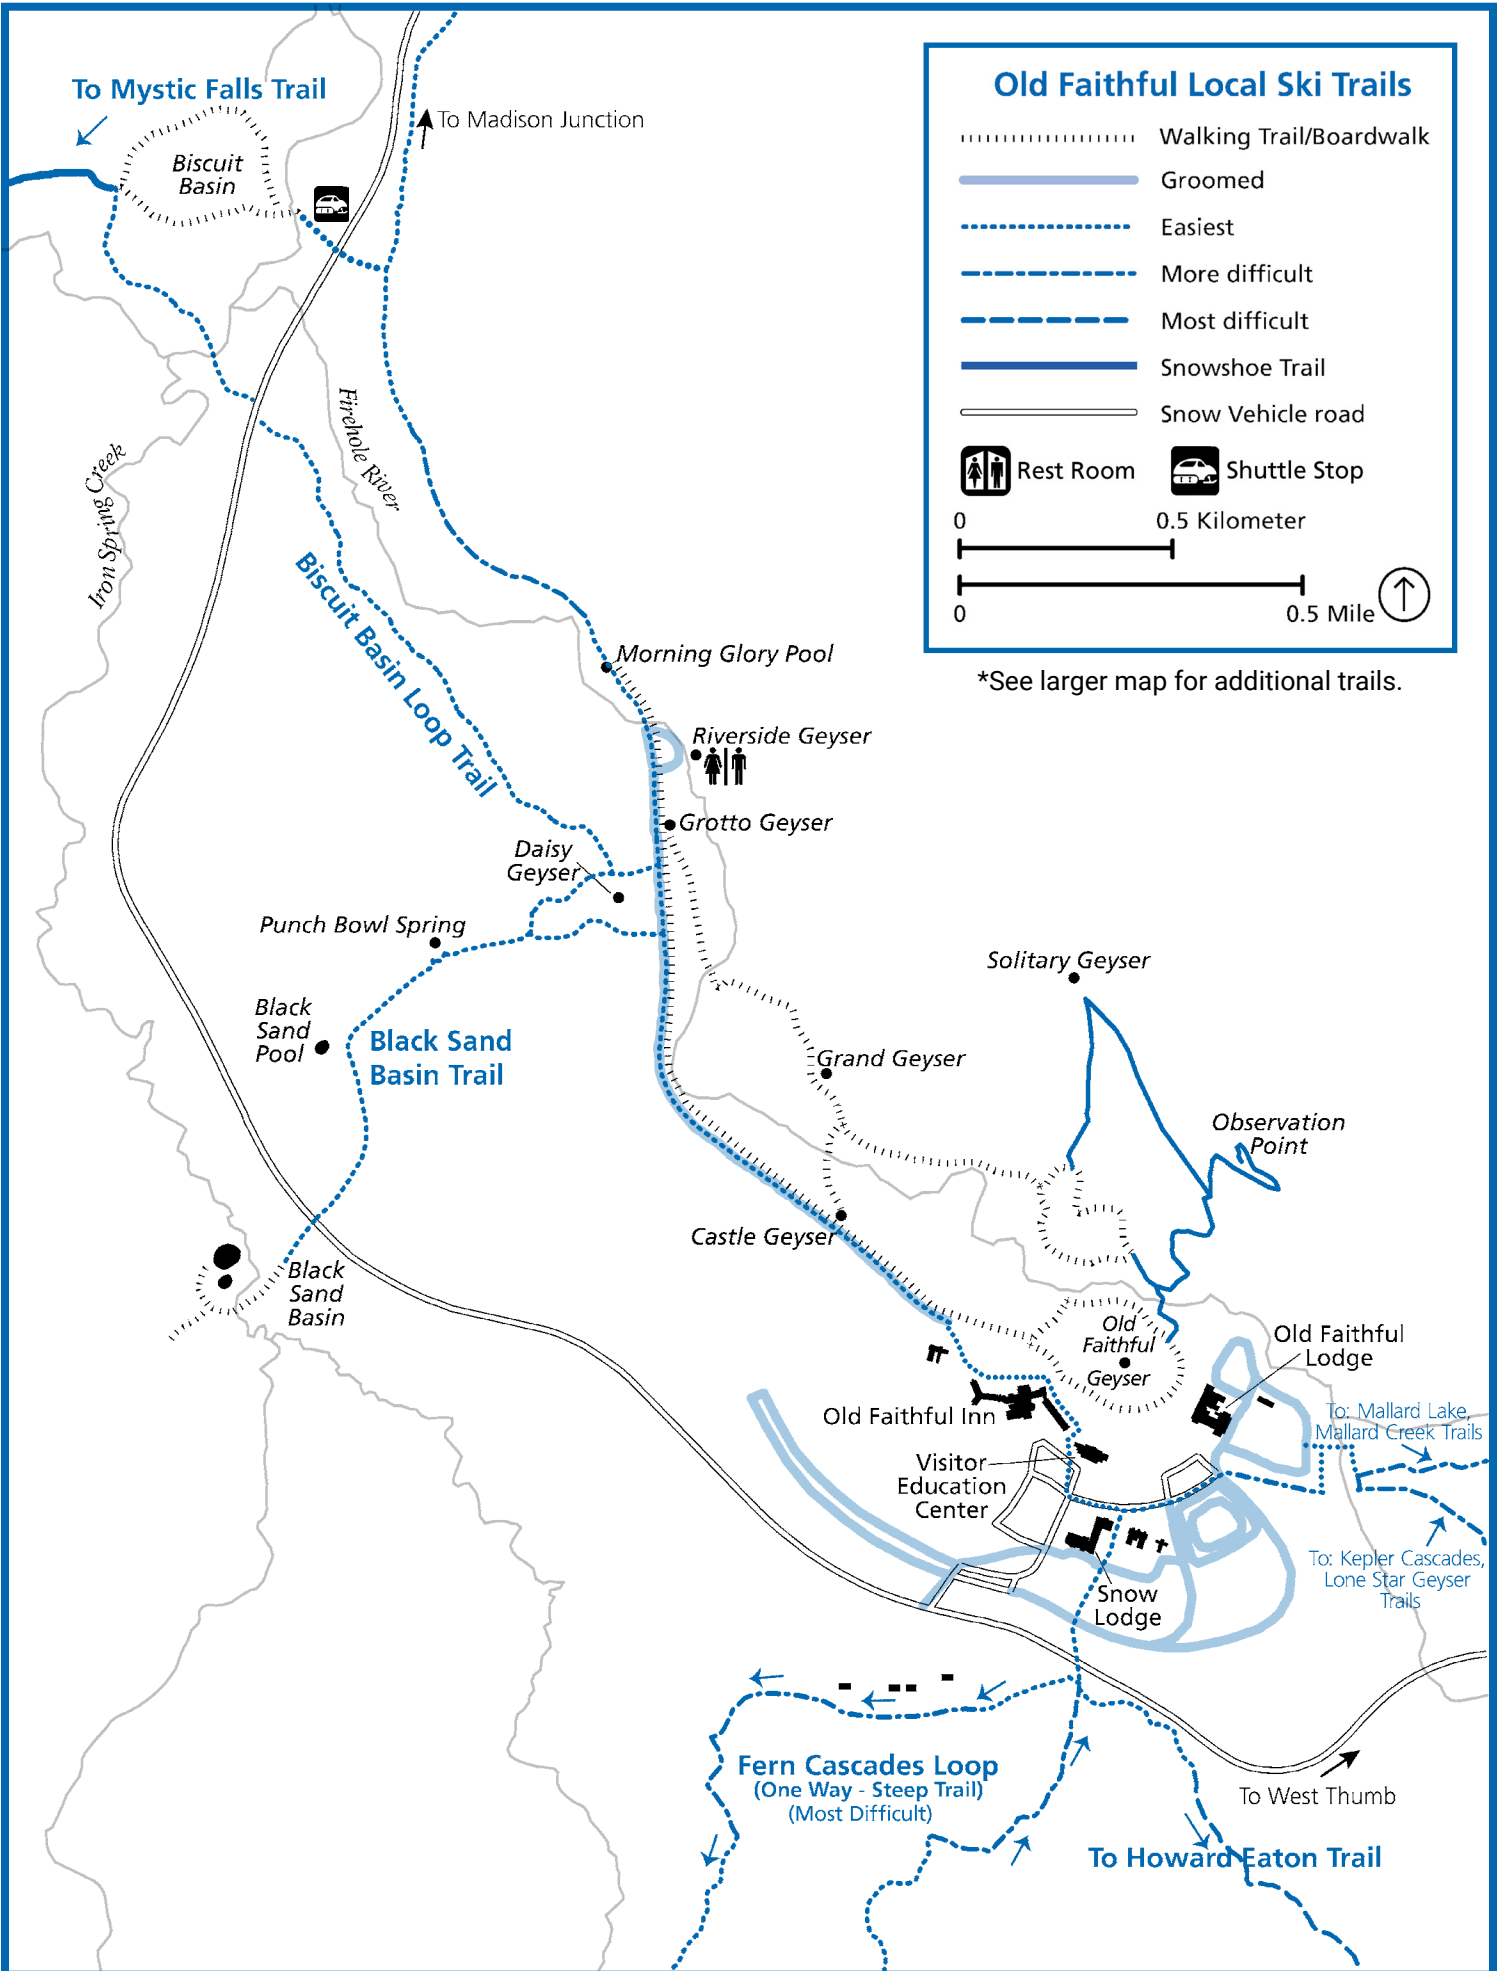 To Mystic Falls Trail
Biscuit
Basin
To Madison Junction
Old Faithful Local Ski Trails
Walking Trail/Boardwalk
Groomed
Easiest
More difficult
Most difficult
Snowshoe Trail
Snow Vehicle road
Rest Room
Shuttle Stop
0
0.5 Kilometer
0
0.5 Mile
*See larger map for additional trails.
Firehole River
Iron Spring Creek
Biscuit Basin Loop Trail
Morning Glory Pool
Riverside Geyser
Grotto Geyser
Daisy
Geyser
Punch Bowl Spring
Black
Sand
Pool
Black Sand
Basin Trail
Solitary Geyser
Grand Geyser
Observation
Point
Castle Geyser
Black
Sand
Basin
Old
Faithful
Geyser
Old Faithful
Lodge
Old Faithful Inn
To: Mallard Lake,
Mallard Creek Trails
Visitor
Education
Center
To: Kepler Cascades,
Lone Star Geyser
Trails
Snow
Lodge
Fern Cascades Loop
(One Way - Steep Trail)
(Most Difficult)
To West Thumb
To Howard Eaton Trail